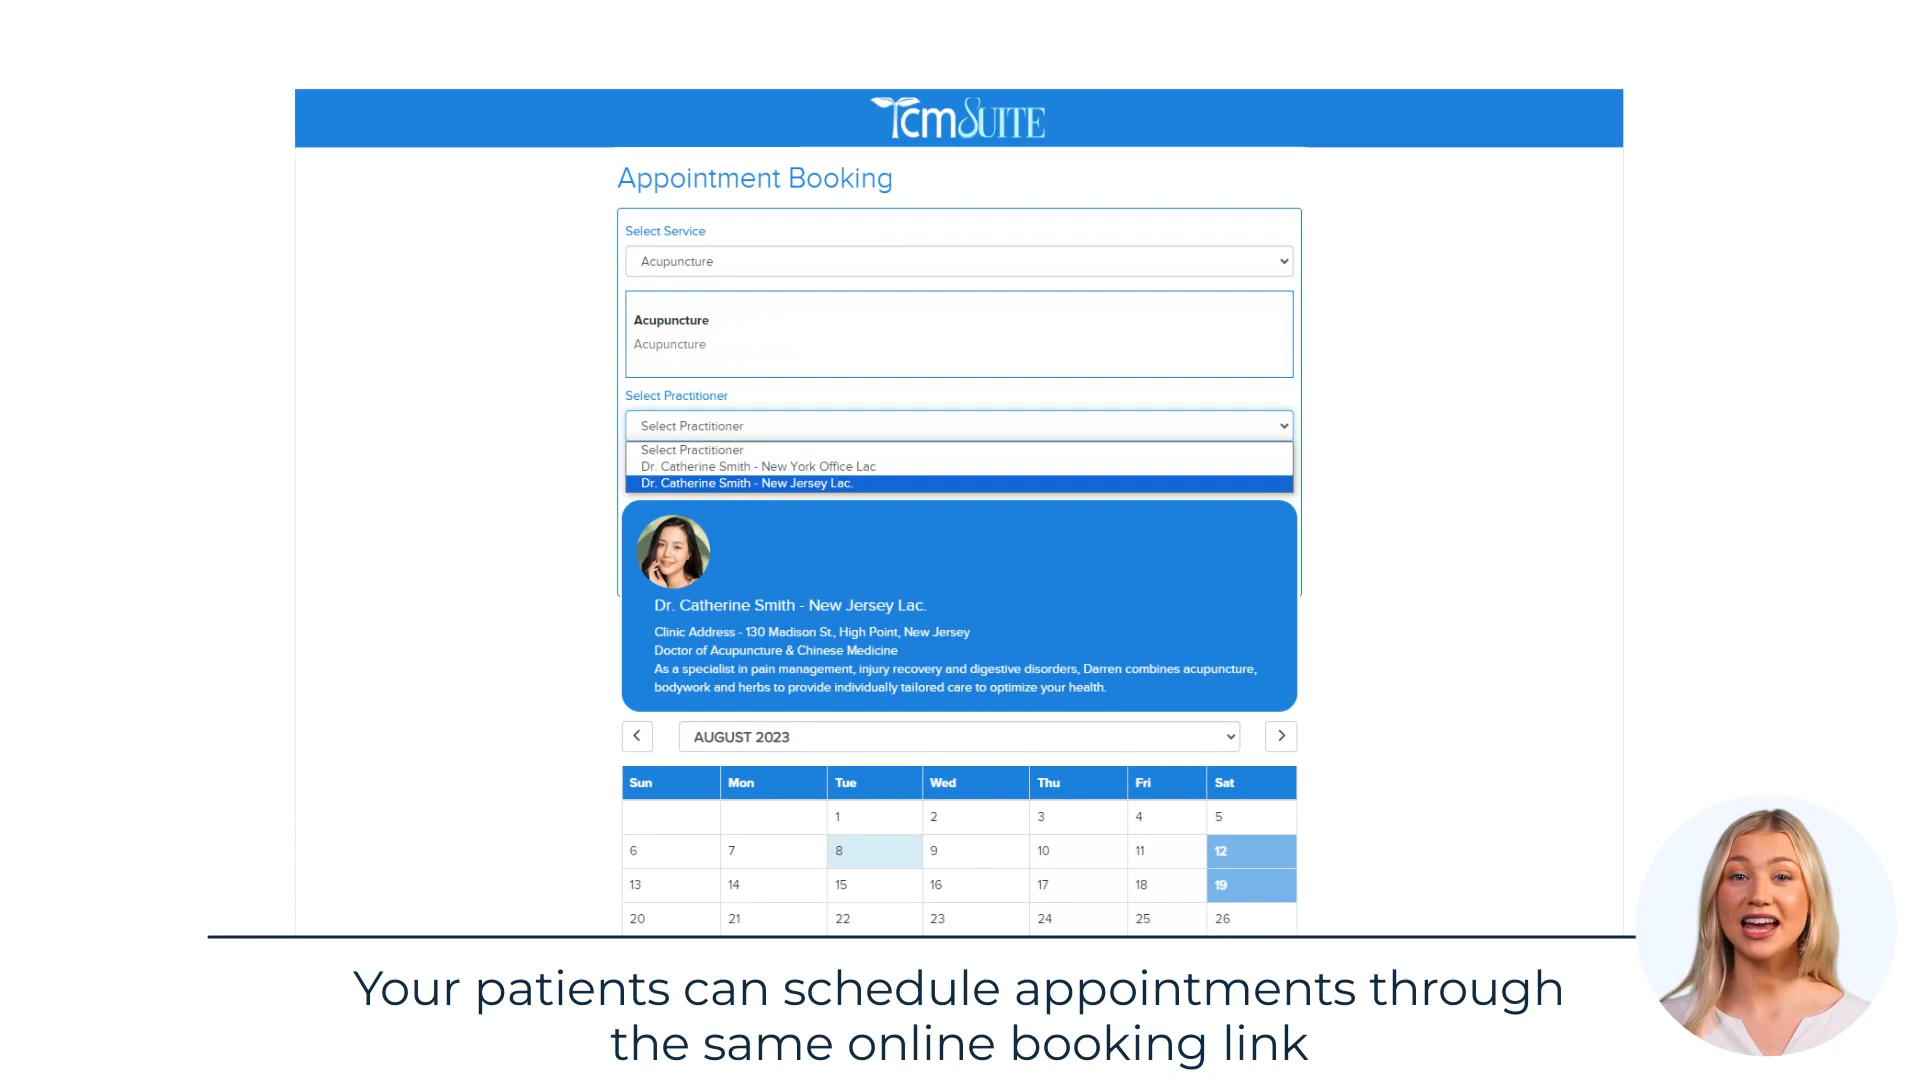 TcmSUITE
Appointment Booking
Select Service
Acupuncture
Acupuncture
Acupuncture
Select Practitioner
Select Practitioner
Select Practitioner
Dr. Catherine Smith - New York Office Lac
Dr. Catherine Smith - New Jersey Lac.
Dr. Catherine Smith - New Jersey Lac.
Clinic Address - 130 Madison St., High Point, New Jersey
Doctor of Acupuncture & Chinese Medicine
As a specialist in pain management, injury recovery and digestive disorders, Darren combines acupuncture,
bodywork and herbs to provide individually tailored care to optimize your health.
AUGUST 2023
Sun Mon Tue Wed Thu Fri Sat
1 2 3 4 5
6 7 8 9 10 11 12
13 14 15 16 17 18 19
20 21 22 23 24 25 26
Your patients can schedule appointments through
the same online booking link